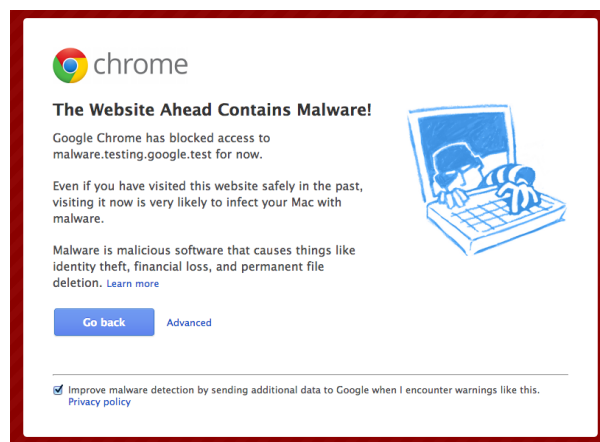 chrome
The Website Ahead Contains Malware!
Google Chrome has blocked access to
malware.testing.google.test for now.
Even if you have visited this website safely in the past,
visiting it now is very likely to infect your Mac with
malware.
Malware is malicious software that causes things like
identity theft, financial loss, and permanent file
deletion. Learn more
Go back Advanced
Improve malware detection by sending additional data to Google when I encounter warnings like this.
Privacy policy